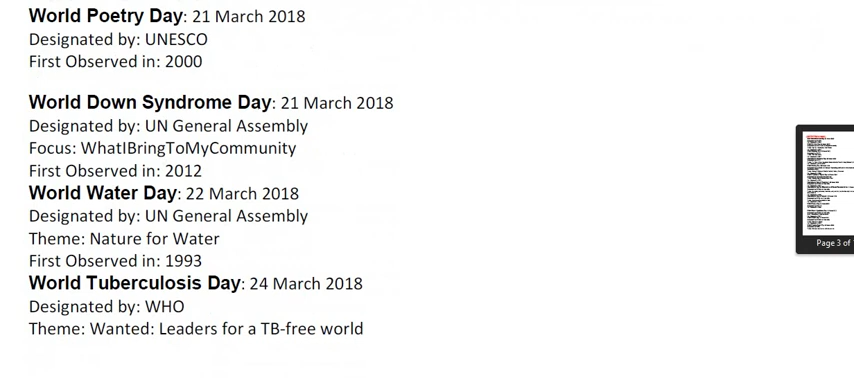 World Poetry Day: 21 March 2018
Designated by: UNESCO
First Observed in: 2000
World Down Syndrome Day: 21 March 2018
Designated by: UN General Assembly
Focus: WhatIBringToMyCommunity
First Observed in: 2012
World Water Day: 22 March 2018
Designated by: UN General Assembly
Theme: Nature for Water
First Observed in: 1993
World Tuberculosis Day: 24 March 2018
Designated by: WHO
Theme: Wanted: Leaders for a TB-free world
Page 3 of